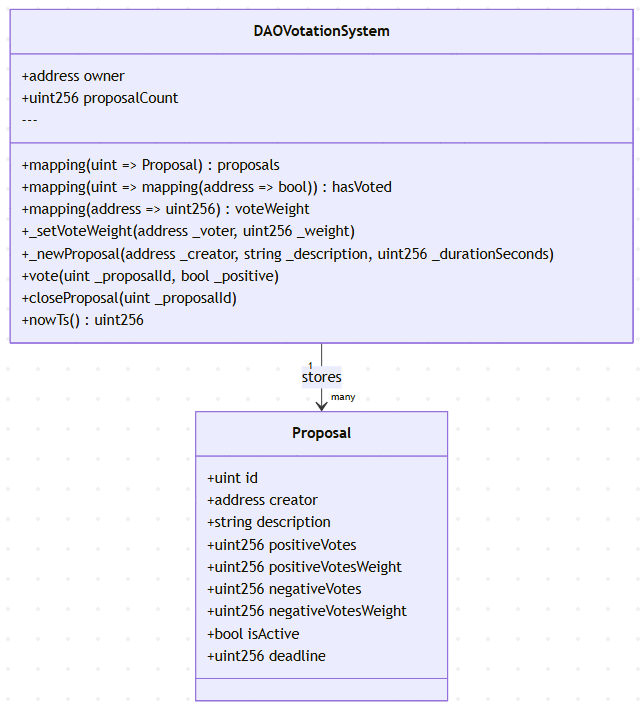 DAOVotationSystem
+address owner
+uint256 proposalCount
---
+mapping(uint => Proposal) : proposals
+mapping(uint => mapping(address => bool)) : hasVoted
+mapping(address => uint256) : voteWeight
+_setVoteWeight(address _voter, uint256 _weight)
+_newProposal(address _creator, string _description, uint256 _durationSeconds)
+vote(uint _proposalId, bool _positive)
+closeProposal(uint _proposalId)
+nowTs() : uint256
1
stores
many
Proposal
+uint id
+address creator
+string description
+uint256 positiveVotes
+uint256 positiveVotesWeight
+uint256 negativeVotes
+uint256 negativeVotesWeight
+bool isActive
+uint256 deadline